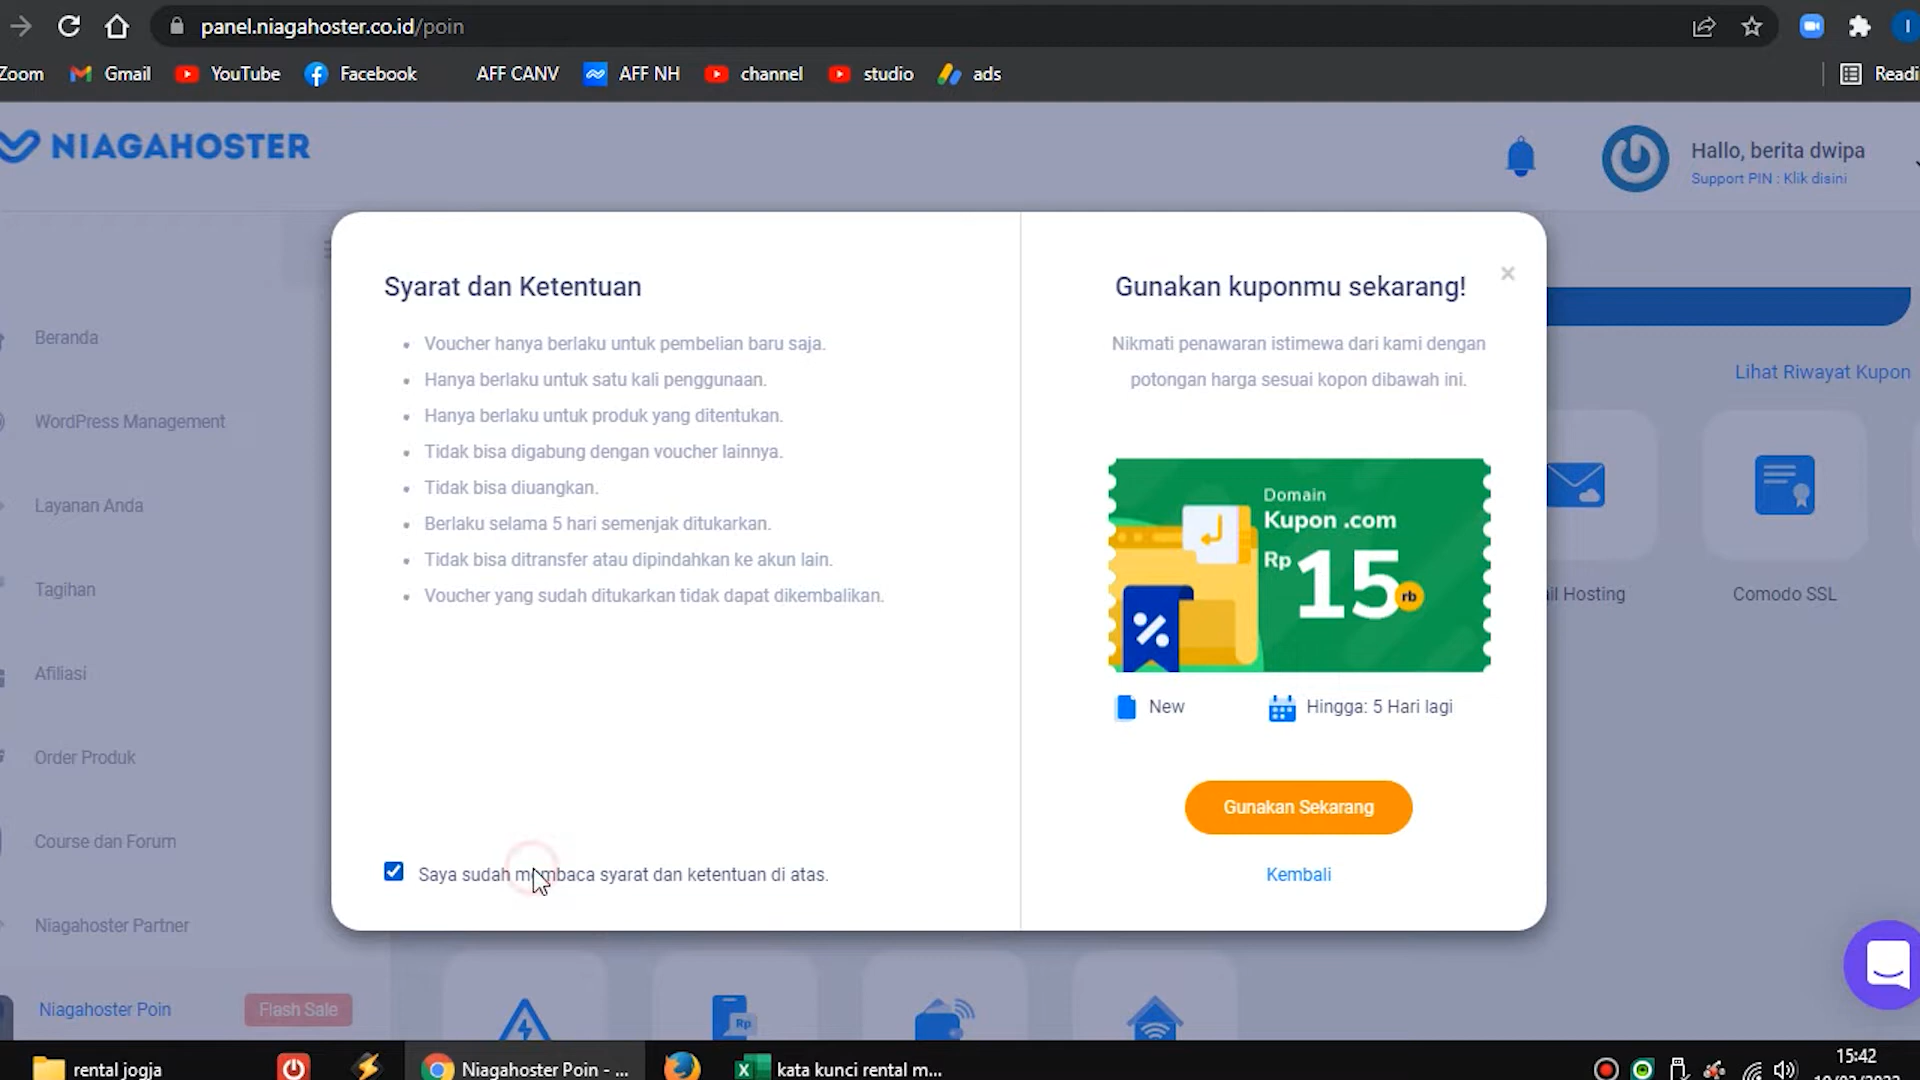 panel.niagahoster.co.id/poin
Zoom
Gmail
YouTube
Facebook
AFF CANV
AFF NH
channel
studio
ads
NIAGAHOSTER
Hallo, berita dwipa
Support PIN : Klik disini
Beranda
WordPress Management
Layanan Anda
Tagihan
Afiliasi
Order Produk
Course dan Forum
Niagahoster Partner
Niagahoster Poin
Flash Sale
Syarat dan Ketentuan
Voucher hanya berlaku untuk pembelian baru saja.
Hanya berlaku untuk satu kali penggunaan.
Hanya berlaku untuk produk yang ditentukan.
Tidak bisa digabung dengan voucher lainnya.
Tidak bisa diuangkan.
Berlaku selama 5 hari semenjak ditukarkan.
Tidak bisa ditransfer atau dipindahkan ke akun lain.
Voucher yang sudah ditukarkan tidak dapat dikembalikan.
Saya sudah membaca syarat dan ketentuan di atas.
Gunakan kuponmu sekarang!
Nikmati penawaran istimewa dari kami dengan
potongan harga sesuai kopon dibawah ini.
Domain
Kupon .com
Rp 15 rb
%
New
Hingga: 5 Hari lagi
Gunakan Sekarang
Kembali
Lihat Riwayat Kupon
il Hosting
Comodo SSL
Rp
rental jogja
Niagahoster Poin - ...
kata kunci rental m...
15:42